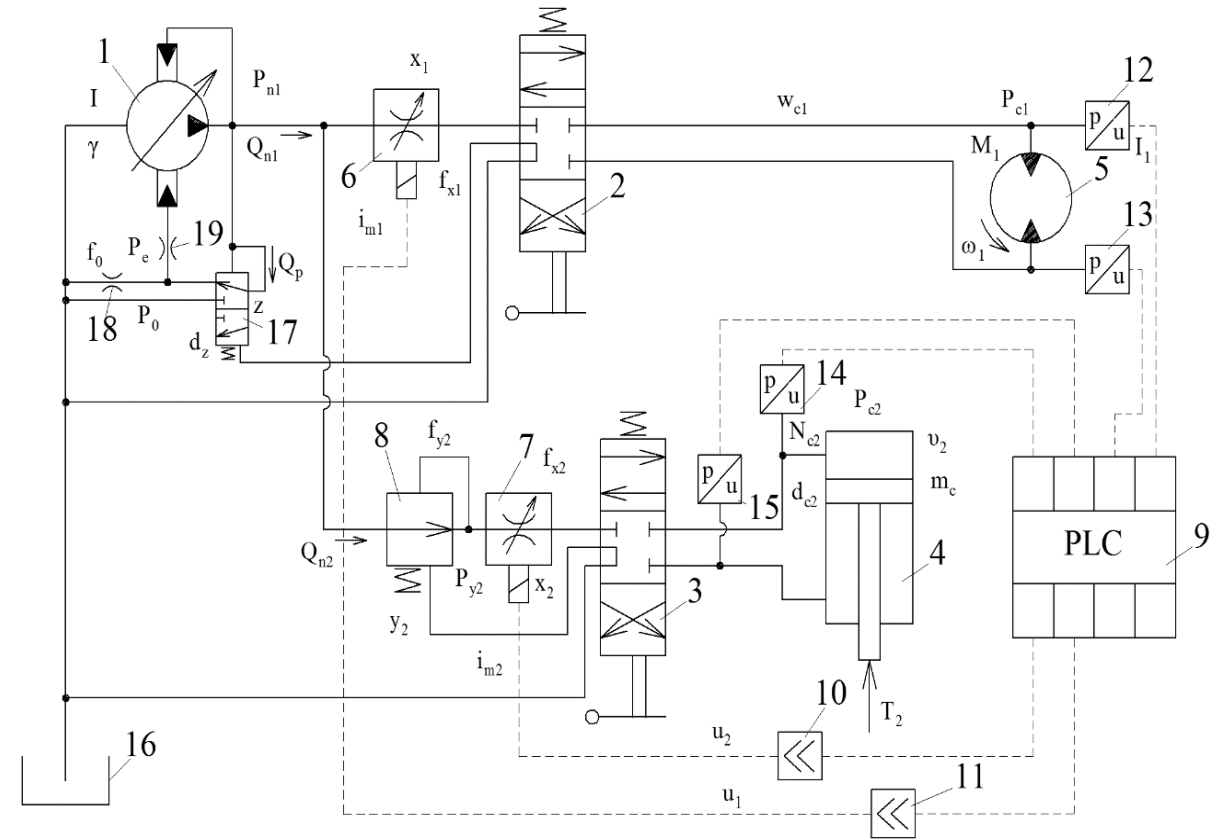 1
I
γ
P_n1
Q_n1
x_1
6
f_x1
i_m1
2
w_c1
P_c1
M_1
ω_1
5
12
p
u
I_1
13
p
u
19
P_e
f_0
18
P_0
Q_p
z
17
d_z
8
f_y2
7
f_x2
Q_n2
P_y2
y_2
x_2
i_m2
3
p
u
14
p
u
15
P_c2
N_c2
d_c2
υ_2
m_c
4
T_2
PLC
9
10
u_2
11
u_1
16